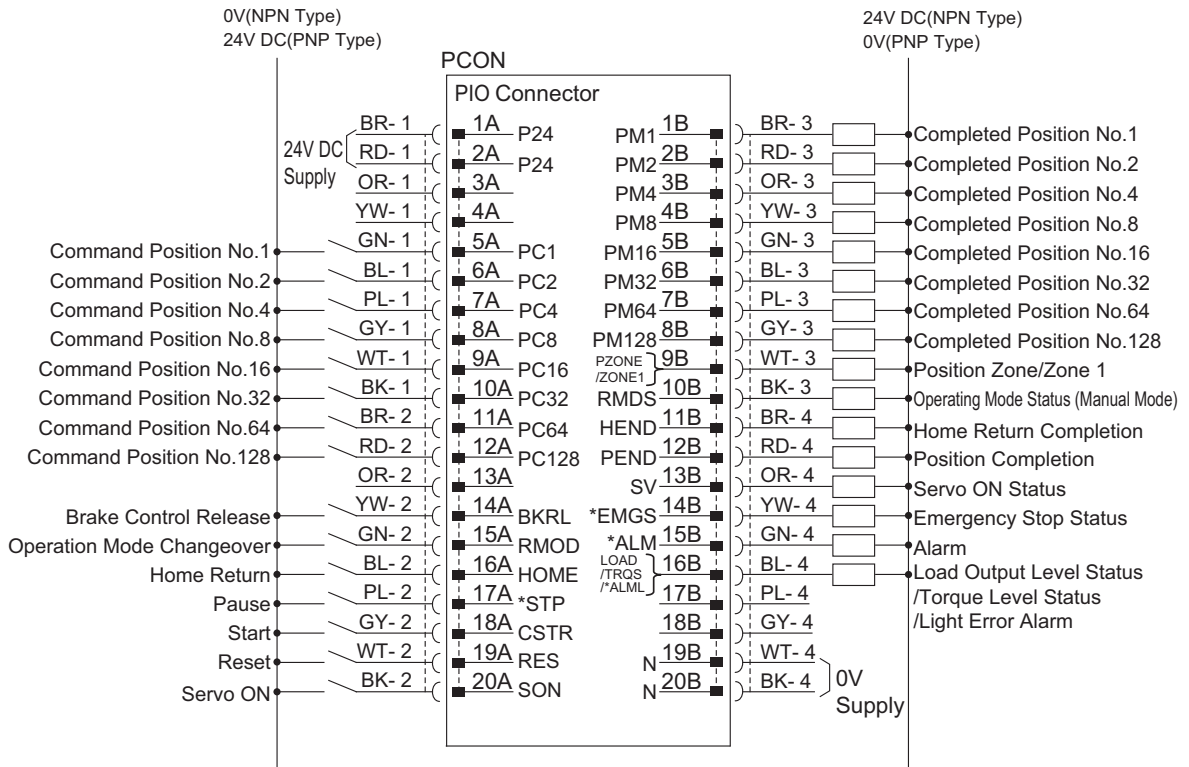 0V(NPN Type)
24V DC(PNP Type)
24V DC(NPN Type)
0V(PNP Type)
PCON
PIO Connector
24V DC
Supply
BR- 1 1A P24 PM1 1B BR- 3 Completed Position No.1
RD- 1 2A P24 PM2 2B RD- 3 Completed Position No.2
OR- 1 3A PM4 3B OR- 3 Completed Position No.4
YW- 1 4A PM8 4B YW- 3 Completed Position No.8
Command Position No.1 GN- 1 5A PC1 PM16 5B GN- 3 Completed Position No.16
Command Position No.2 BL- 1 6A PC2 PM32 6B BL- 3 Completed Position No.32
Command Position No.4 PL- 1 7A PC4 PM64 7B PL- 3 Completed Position No.64
Command Position No.8 GY- 1 8A PC8 PM128 8B GY- 3 Completed Position No.128
Command Position No.16 WT- 1 9A PC16 PZONE /ZONE1 9B WT- 3 Position Zone/Zone 1
Command Position No.32 BK- 1 10A PC32 RMDS 10B BK- 3 Operating Mode Status (Manual Mode)
Command Position No.64 BR- 2 11A PC64 HEND 11B BR- 4 Home Return Completion
Command Position No.128 RD- 2 12A PC128 PEND 12B RD- 4 Position Completion
OR- 2 13A SV 13B OR- 4 Servo ON Status
Brake Control Release YW- 2 14A BKRL *EMGS 14B YW- 4 Emergency Stop Status
Operation Mode Changeover GN- 2 15A RMOD *ALM 15B GN- 4 Alarm
Home Return BL- 2 16A HOME LOAD /TRQS /*ALML 16B BL- 4 Load Output Level Status
/Torque Level Status
/Light Error Alarm
Pause PL- 2 17A *STP 17B PL- 4
Start GY- 2 18A CSTR 18B GY- 4
Reset WT- 2 19A RES N 19B WT- 4
Servo ON BK- 2 20A SON N 20B BK- 4
0V
Supply